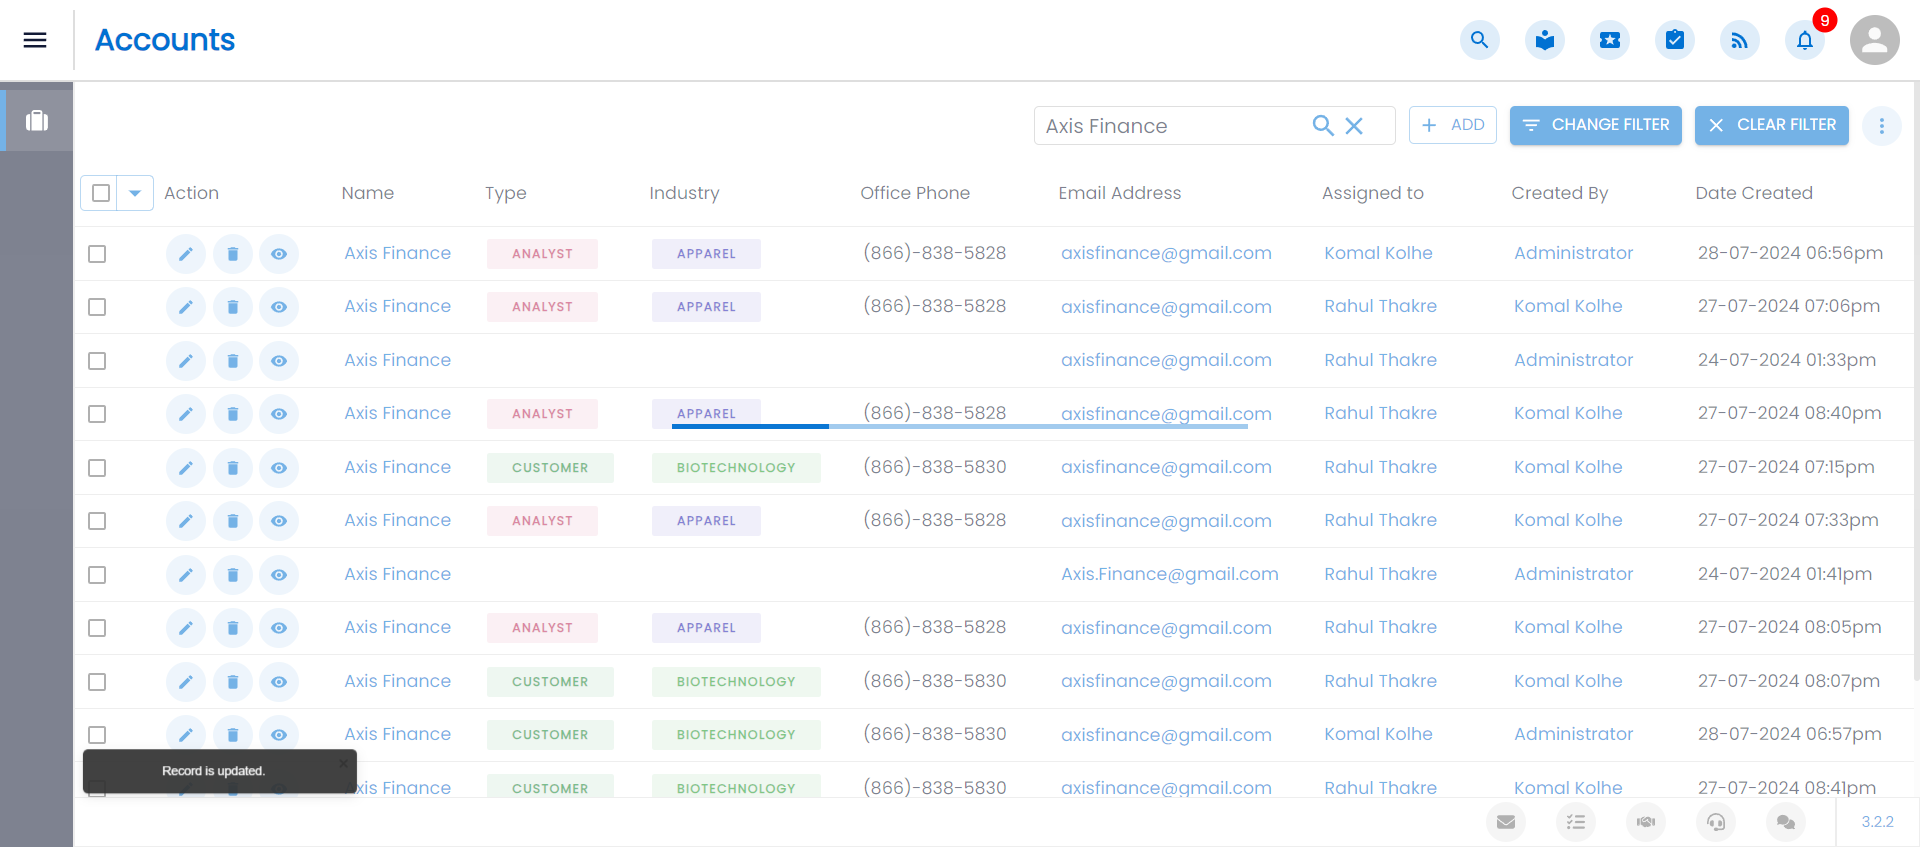 Accounts
9
Axis Finance
ADD
CHANGE FILTER
CLEAR FILTER
Action Name Type Industry Office Phone Email Address Assigned to Created By Date Created
Axis Finance ANALYST APPAREL (866)-838-5828 axisfinance@gmail.com Komal Kolhe Administrator 28-07-2024 06:56pm
Axis Finance ANALYST APPAREL (866)-838-5828 axisfinance@gmail.com Rahul Thakre Komal Kolhe 27-07-2024 07:06pm
Axis Finance axisfinance@gmail.com Rahul Thakre Administrator 24-07-2024 01:33pm
Axis Finance ANALYST APPAREL (866)-838-5828 axisfinance@gmail.com Rahul Thakre Komal Kolhe 27-07-2024 08:40pm
Axis Finance CUSTOMER BIOTECHNOLOGY (866)-838-5830 axisfinance@gmail.com Rahul Thakre Komal Kolhe 27-07-2024 07:15pm
Axis Finance ANALYST APPAREL (866)-838-5828 axisfinance@gmail.com Rahul Thakre Komal Kolhe 27-07-2024 07:33pm
Axis Finance Axis.Finance@gmail.com Rahul Thakre Administrator 24-07-2024 01:41pm
Axis Finance ANALYST APPAREL (866)-838-5828 axisfinance@gmail.com Rahul Thakre Komal Kolhe 27-07-2024 08:05pm
Axis Finance CUSTOMER BIOTECHNOLOGY (866)-838-5830 axisfinance@gmail.com Rahul Thakre Komal Kolhe 27-07-2024 08:07pm
Axis Finance CUSTOMER BIOTECHNOLOGY (866)-838-5830 axisfinance@gmail.com Komal Kolhe Administrator 28-07-2024 06:57pm
Record is updated.
Axis Finance CUSTOMER BIOTECHNOLOGY (866)-838-5830 axisfinance@gmail.com Rahul Thakre Komal Kolhe 27-07-2024 08:41pm
3.2.2